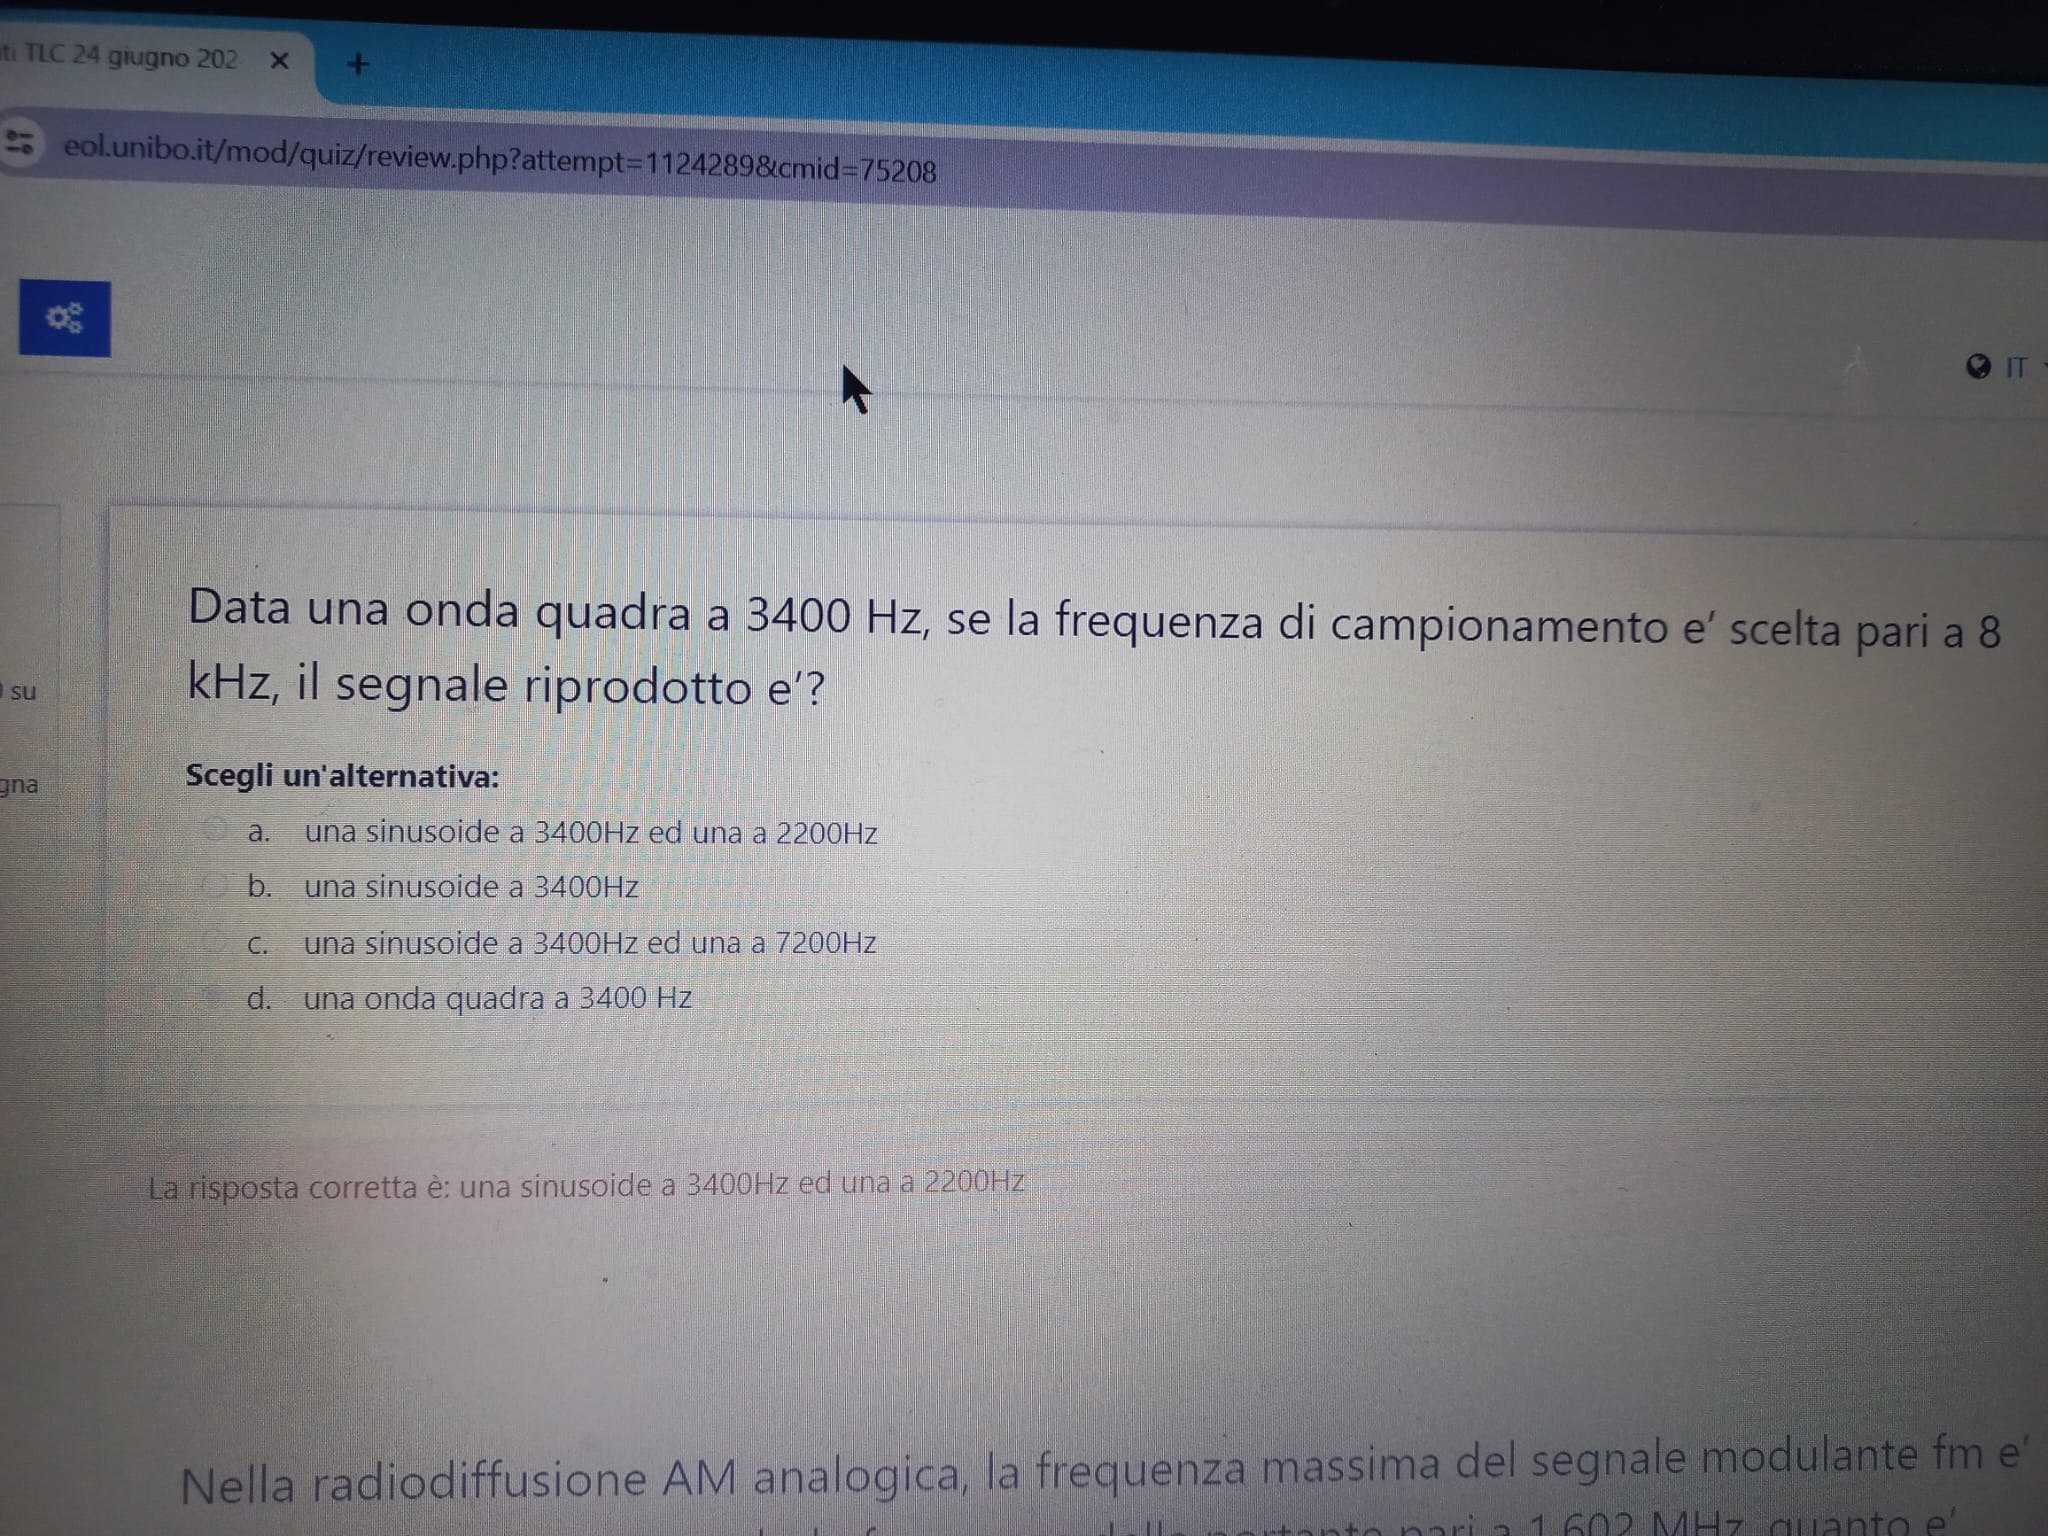 ti TLC 24 giugno 202
eol.unibo.it/mod/quiz/review.php?attempt=1124289&cmid=75208
IT
Data una onda quadra a 3400 Hz, se la frequenza di campionamento e' scelta pari a 8
kHz, il segnale riprodotto e'?
su
gna
Scegli un'alternativa:
a. una sinusoide a 3400Hz ed una a 2200Hz
b. una sinusoide a 3400Hz
c. una sinusoide a 3400Hz ed una a 7200Hz
d. una onda quadra a 3400 Hz
La risposta corretta è: una sinusoide a 3400Hz ed una a 2200Hz
Nella radiodiffusione AM analogica, la frequenza massima del segnale modulante fm e'
portante pari a 1.602 MHz, quanto e'